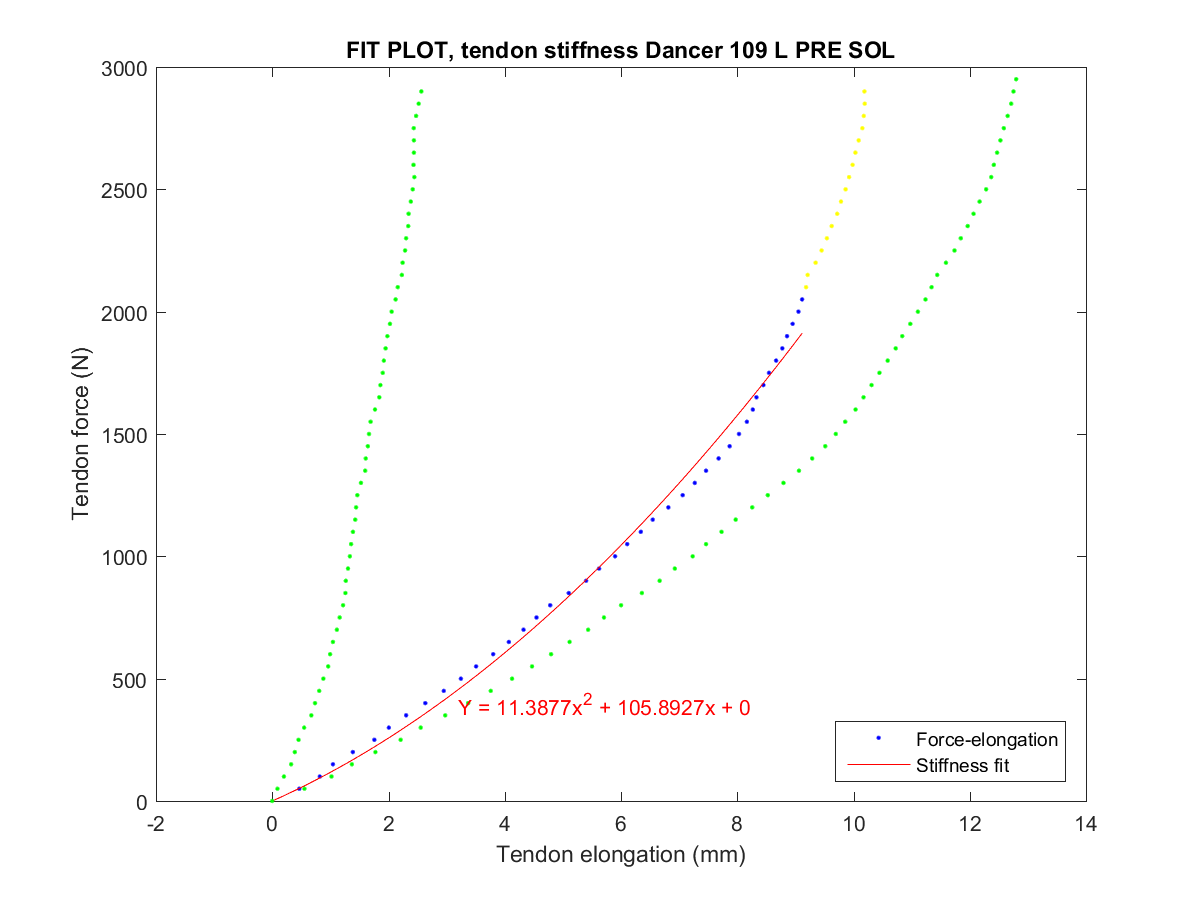 FIT PLOT, tendon stiffness Dancer 109 L PRE SOL
3000
2500
2000
1500
1000
500
0
Tendon force (N)
Y = 11.3877x² + 105.8927x + 0
Force-elongation
Stiffness fit
-2 0 2 4 6 8 10 12 14
Tendon elongation (mm)